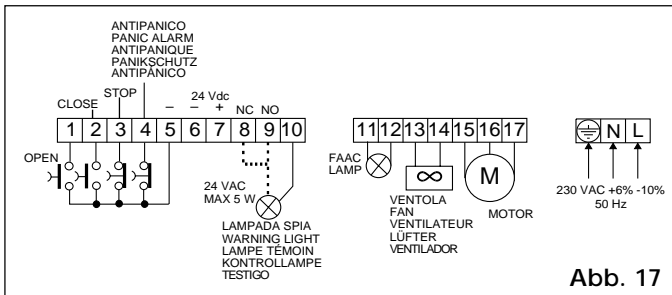 ANTIPANICO
PANIC ALARM
ANTIPANIQUE
PANIKSCHUTZ
ANTIPÁNICO
STOP
CLOSE
24 Vdc
– – +
NC NO
1 2 3 4 5 6 7 8 9 10
OPEN
24 VAC
MAX 5 W
LAMPADA SPIA
WARNING LIGHT
LAMPE TÉMOIN
KONTROLLAMPE
TESTIGO
11 12 13 14 15 16 17
FAAC
LAMP
VENTOLA
FAN
VENTILATEUR
LÜFTER
VENTILADOR
M
MOTOR
N L
230 VAC +6% -10%
50 Hz
Abb. 17